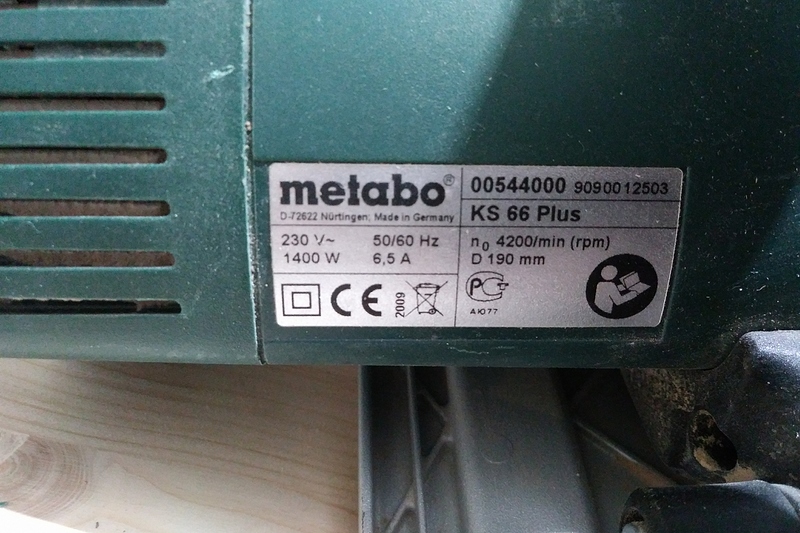 metabo®
D-72622 Nürtingen, Made in Germany
00544000 9090012503
KS 66 Plus
230 V~ 50/60 Hz
1400 W 6,5 A
n0 4200/min (rpm)
D 190 mm
CE
2009
PCT